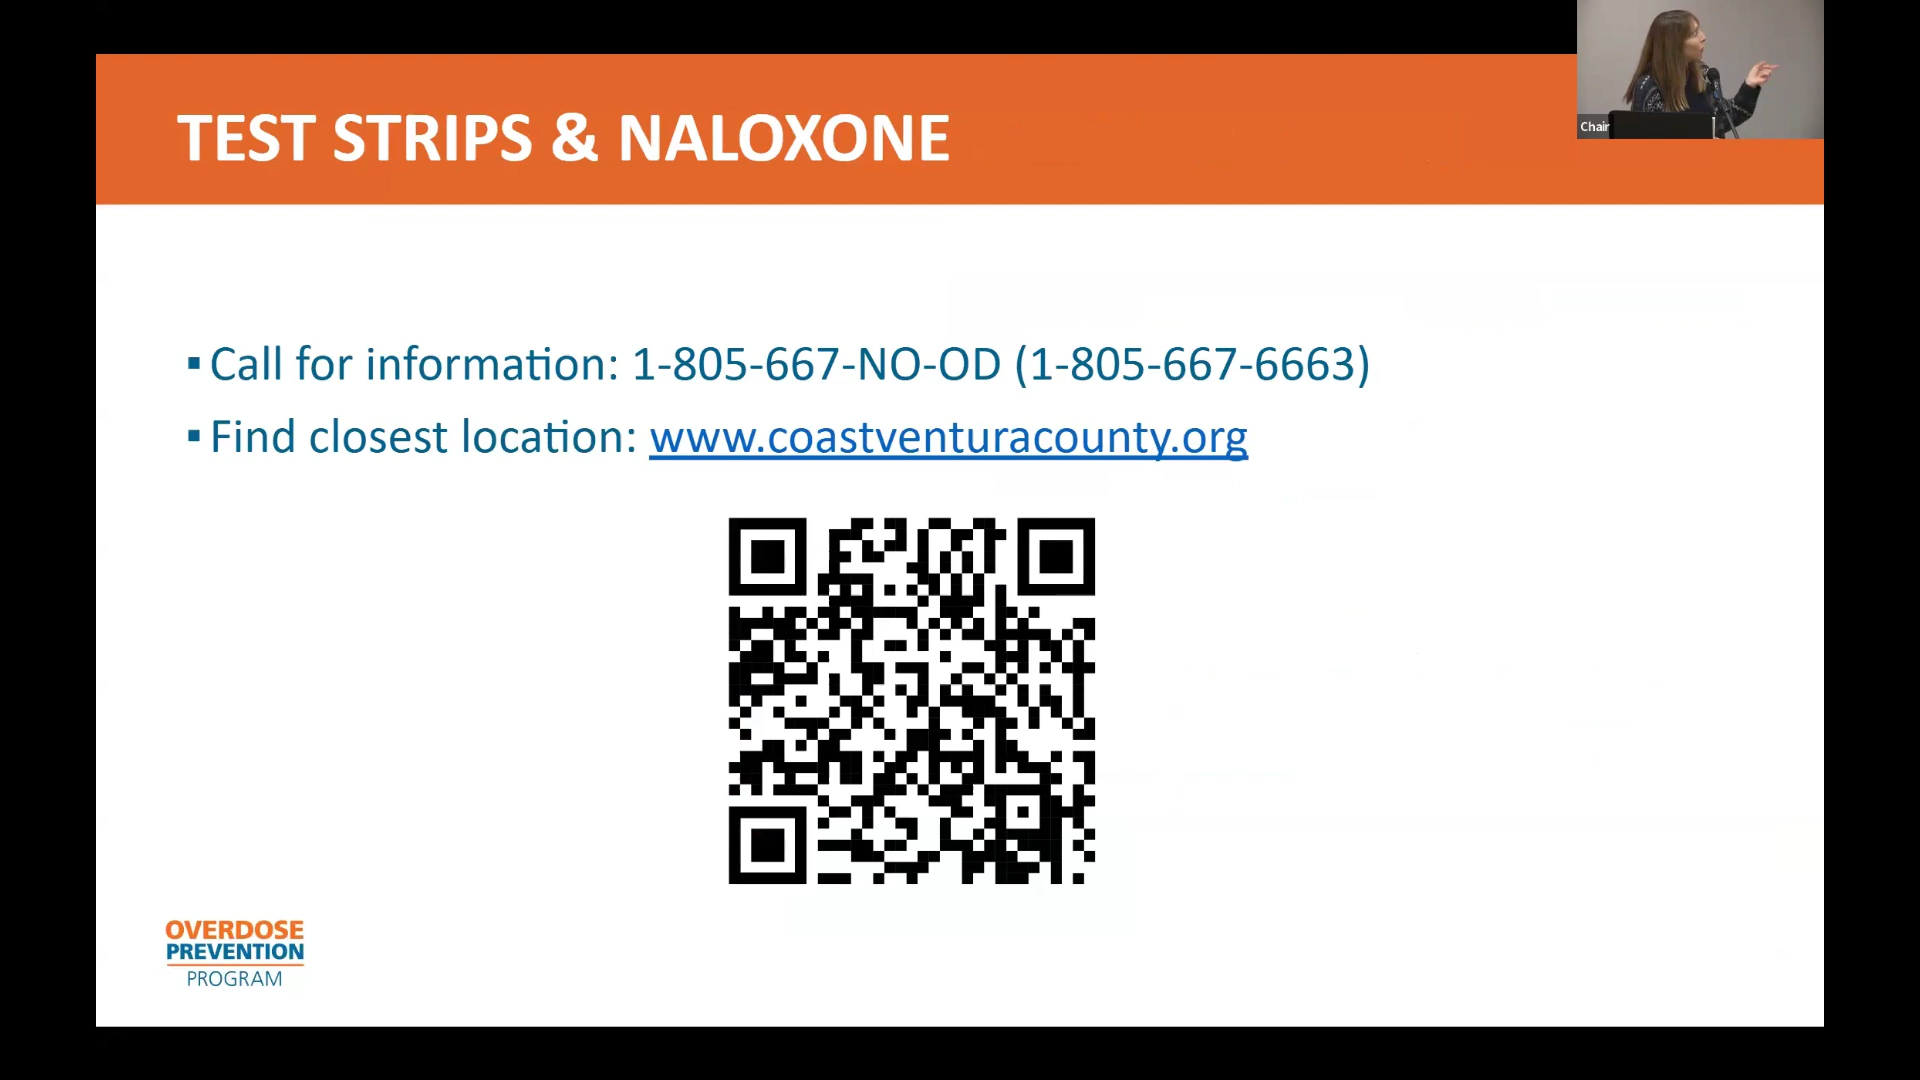 Chair
TEST STRIPS & NALOXONE
▪ Call for information: 1-805-667-NO-OD (1-805-667-6663)
▪ Find closest location: www.coastventuracounty.org
OVERDOSE
PREVENTION
PROGRAM